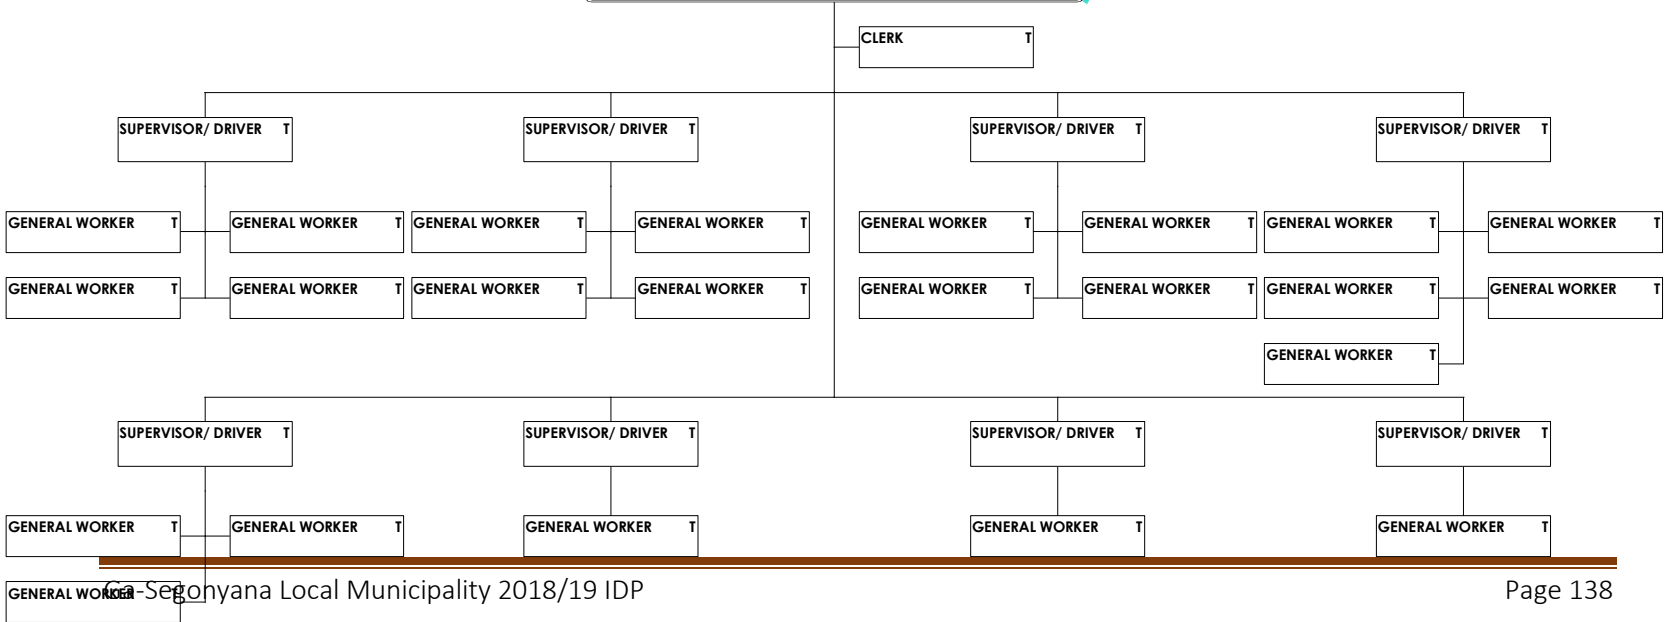 CLERK T
SUPERVISOR/ DRIVER T SUPERVISOR/ DRIVER T SUPERVISOR/ DRIVER T SUPERVISOR/ DRIVER T
GENERAL WORKER T GENERAL WORKER T GENERAL WORKER T GENERAL WORKER T GENERAL WORKER T GENERAL WORKER T GENERAL WORKER T GENERAL WORKER T
GENERAL WORKER T GENERAL WORKER T GENERAL WORKER T GENERAL WORKER T GENERAL WORKER T GENERAL WORKER T GENERAL WORKER T GENERAL WORKER T
GENERAL WORKER T
SUPERVISOR/ DRIVER T SUPERVISOR/ DRIVER T SUPERVISOR/ DRIVER T SUPERVISOR/ DRIVER T
GENERAL WORKER T GENERAL WORKER T GENERAL WORKER T GENERAL WORKER T GENERAL WORKER T
GENERAL WORKER T
Ga-Segonyana Local Municipality 2018/19 IDP Page 138